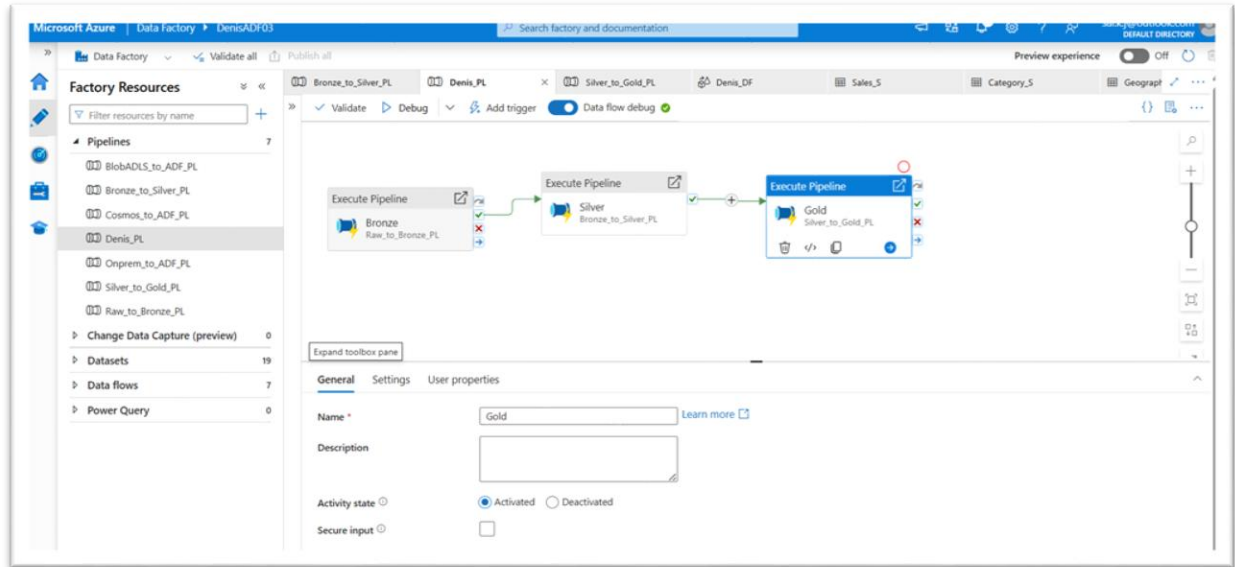 Microsoft Azure | Data Factory DenisADF03
Search factory and documentation
DEFAULT DIRECTORY
Data Factory
Validate all
Publish all
Preview experience
Off
Factory Resources
Filter resources by name
Pipelines 7
BlobADLS_to_ADF_PL
Bronze_to_Silver_PL
Cosmos_to_ADF_PL
Denis_PL
Onprem_to_ADF_PL
Silver_to_Gold_PL
Raw_to_Bronze_PL
Change Data Capture (preview) 0
Datasets 19
Data flows 7
Power Query 0
Bronze_to_Silver_PL
Denis_PL
Silver_to_Gold_PL
Denis_DF
Sales_S
Category_S
Geograph
Validate
Debug
Add trigger
Data flow debug
Execute Pipeline
Bronze
Raw_to_Bronze_PL
Execute Pipeline
Silver
Bronze_to_Silver_PL
Execute Pipeline
Gold
Silver_to_Gold_PL
Expand toolbox pane
General
Settings
User properties
Name *
Gold
Learn more
Description
Activity state
Activated
Deactivated
Secure input